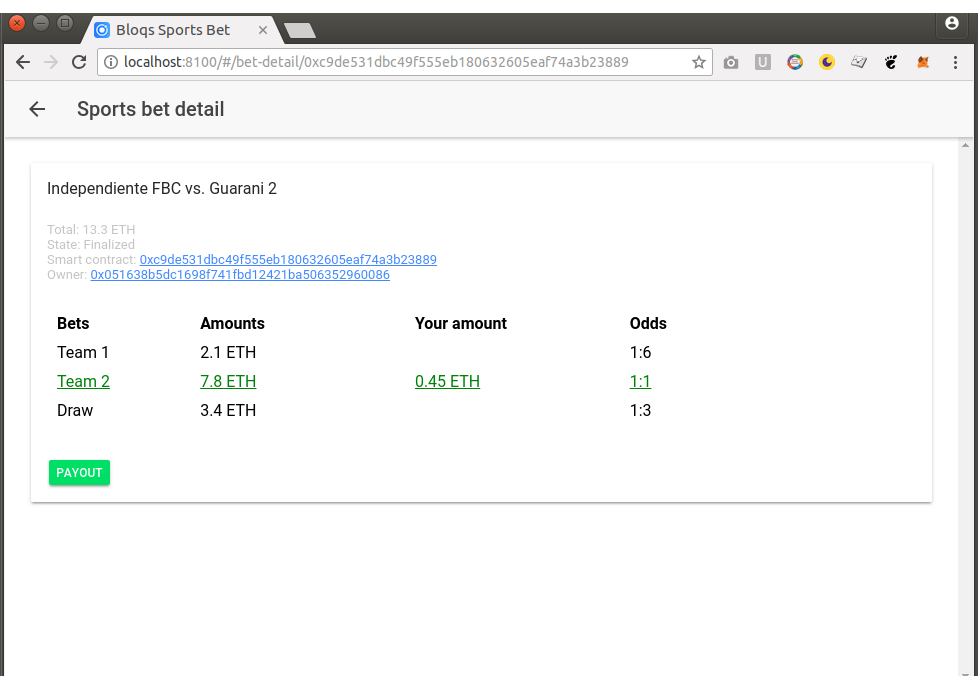 Bloqs Sports Bet
localhost:8100/#/bet-detail/0xc9de531dbc49f555eb180632605eaf74a3b23889
U
Sports bet detail
Independiente FBC vs. Guarani 2
Total: 13.3 ETH
State: Finalized
Smart contract: 0xc9de531dbc49f555eb180632605eaf74a3b23889
Owner: 0x051638b5dc1698f741fbd12421ba506352960086
Bets Amounts Your amount Odds
Team 1 2.1 ETH 1:6
Team 2 7.8 ETH 0.45 ETH 1:1
Draw 3.4 ETH 1:3
PAYOUT